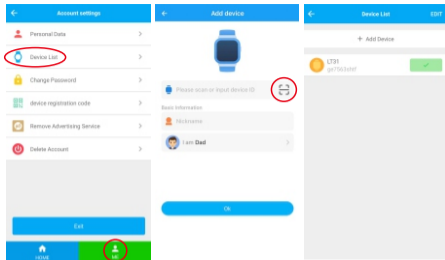 Account settings
Personal Data
Device List
Change Password
device registration code
Remove Advertising Service
Delete Account
Exit
HOME
ME
Add device
Please scan or input device ID
Basic Information
Nickname
I am Dad
Ok
Device List
EDIT
+ Add Device
LT31